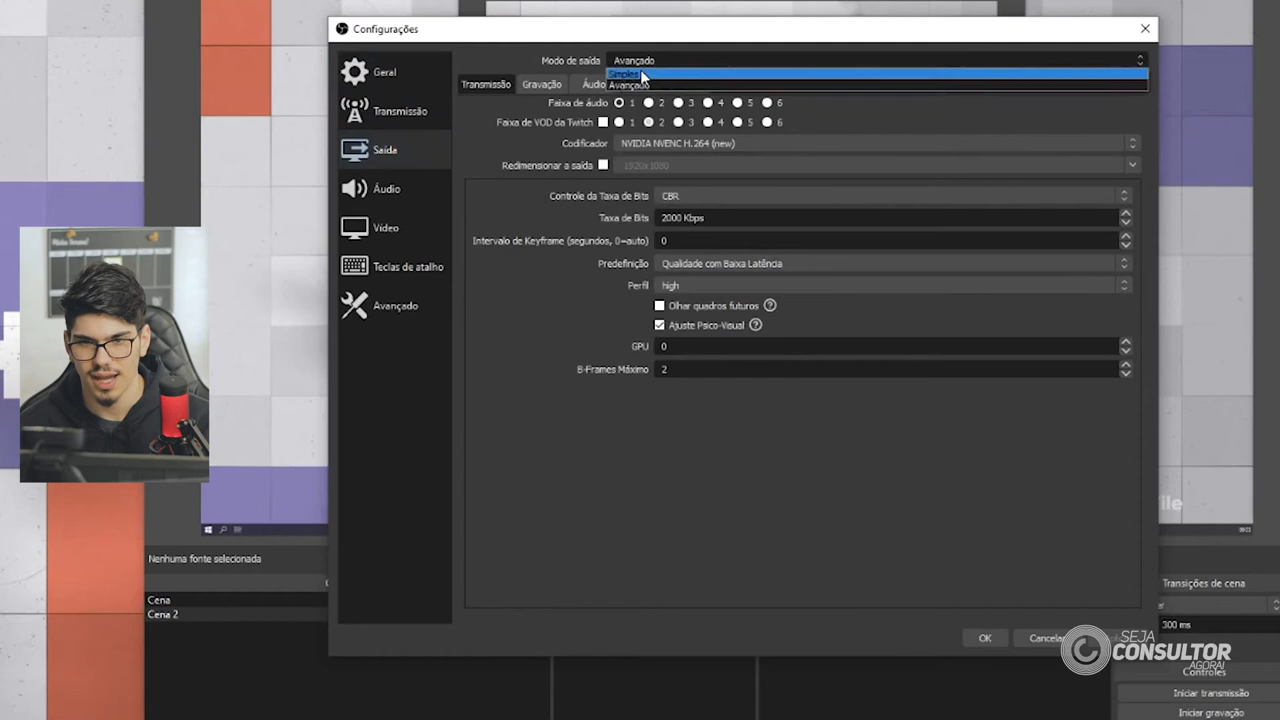 Configurações
Modo de saída Avançado
Simples
Avançado
Transmissão Gravação Áudio
Faixa de áudio 1 2 3 4 5 6
Faixa de VOD da Twitch 1 2 3 4 5 6
Codificador NVIDIA NVENC H.264 (new)
Redimensionar a saída 1920x1080
Controle da Taxa de Bits CBR
Taxa de Bits 2000 Kbps
Intervalo de Keyframe (segundos, 0=auto) 0
Predefinição Qualidade com Baixa Latência
Perfil high
Olhar quadros futuros ?
Ajuste Psico-Visual ?
GPU 0
B-Frames Máximo 2
Geral
Transmissão
Saída
Áudio
Vídeo
Teclas de atalho
Avançado
Nenhuma fonte selecionada
Cena
Cena 2
OK Cancelar
Transições de cena
300 ms
Controles
Iniciar transmissão
Iniciar gravação
SEJA
CONSULTOR
AGORA!